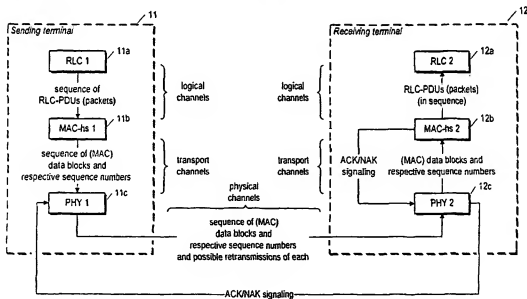 11
12
Sending terminal
Receiving terminal
RLC 1
11a
RLC 2
12a
sequence of
RLC-PDUs (packets)
logical
channels
logical
channels
RLC-PDUs (packets)
(in sequence)
11b
MAC-hs 1
MAC-hs 2
12b
sequence of (MAC)
data blocks and
respective sequence numbers
transport
channels
transport
channels
ACK/NAK
signaling
(MAC) data blocks and
respective sequence numbers
PHY 1
11c
physical
channels
PHY 2
12c
sequence of (MAC)
data blocks and
respective sequence numbers
and possible retransmissions of each
ACK/NAK signaling